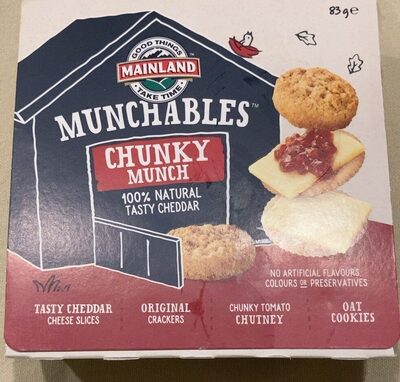 83g e
GOOD THINGS
MAINLAND
TAKE TIME
MUNCHABLES™
CHUNKY
MUNCH
100% NATURAL
TASTY CHEDDAR
NO ARTIFICIAL FLAVOURS
COLOURS OR PRESERVATIVES
TASTY CHEDDAR
CHEESE SLICES
ORIGINAL
CRACKERS
CHUNKY TOMATO
CHUTNEY
OAT
COOKIES